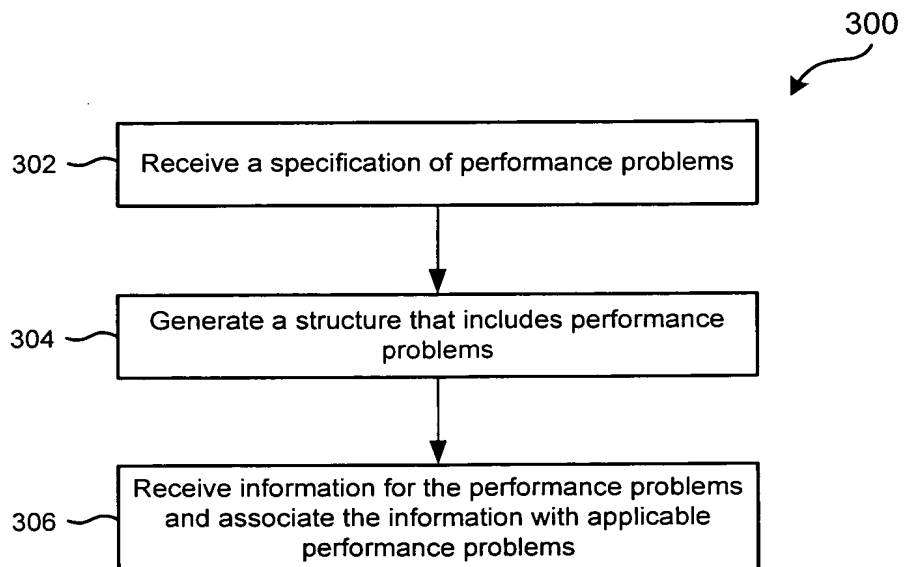 300
302
Receive a specification of performance problems
304
Generate a structure that includes performance
problems
306
Receive information for the performance problems
and associate the information with applicable
performance problems